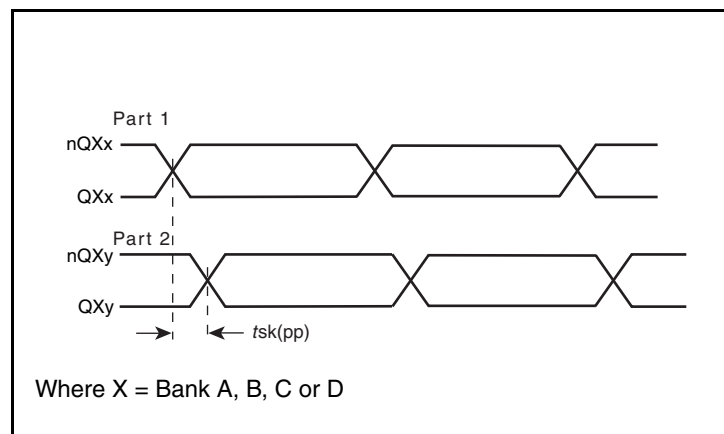 Part 1
nQXx
QXx
Part 2
nQXy
QXy
tsk(pp)
Where X = Bank A, B, C or D